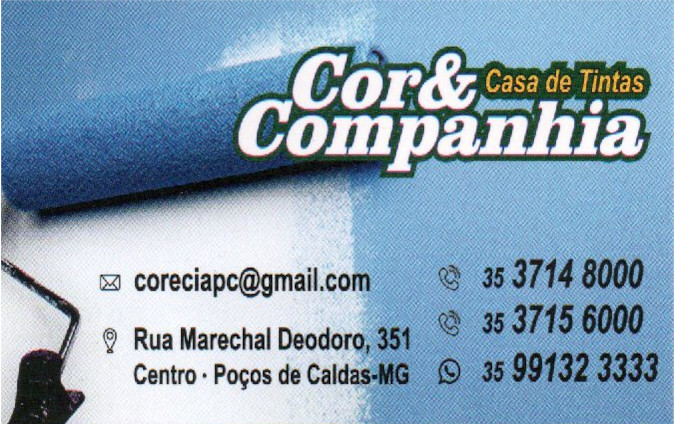 Cor& Casa de Tintas
Companhia
coreciapc@gmail.com
Rua Marechal Deodoro, 351
Centro · Poços de Caldas-MG
35 3714 8000
35 3715 6000
35 99132 3333